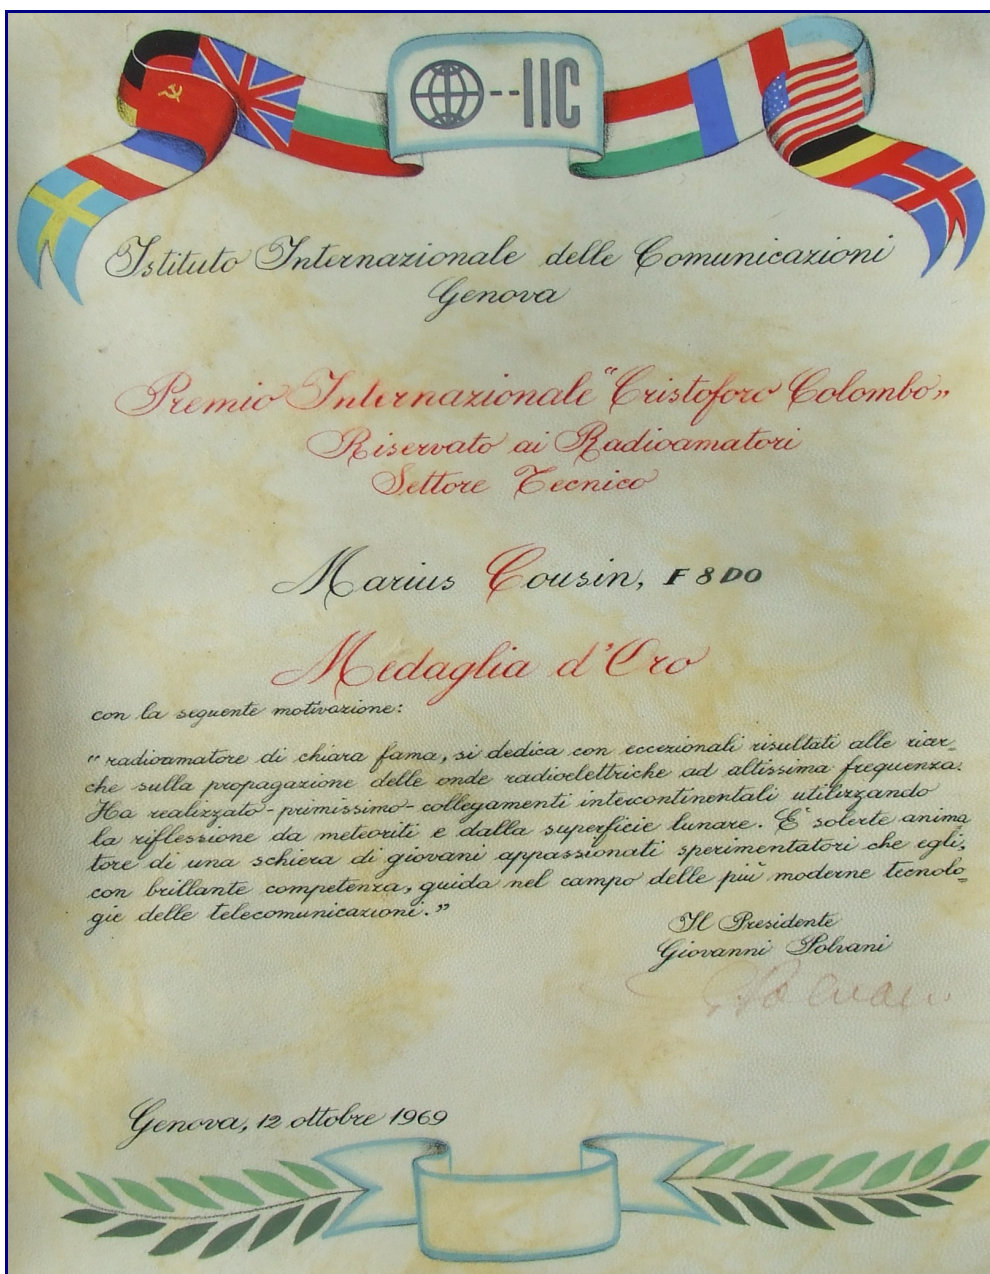 IIC
Istituto Internazionale delle Comunicazioni
Genova
Premio Internazionale "Cristoforo Colombo"
Riservato ai Radioamatori
Settore Tecnico
Marius Cousin, F8DO
Medaglia d'Oro
con la seguente motivazione:
"radioamatore di chiara fama, si dedica con eccezionali risultati alle ricer=
che sulla propagazione delle onde radioelettriche ad altissima frequenza.
Ha realizzato-primissimo-collegamenti intercontinentali utilizzando
la riflessione da meteoriti e dalla superficie lunare. E' solerte anima
tore di una schiera di giovani appassionati sperimentatori che egli,
con brillante competenza, guida nel campo delle più moderne tecnolo=
gie delle telecomunicazioni."
Il Presidente
Giovanni Polvani
Polvani
Genova, 12 ottobre 1969